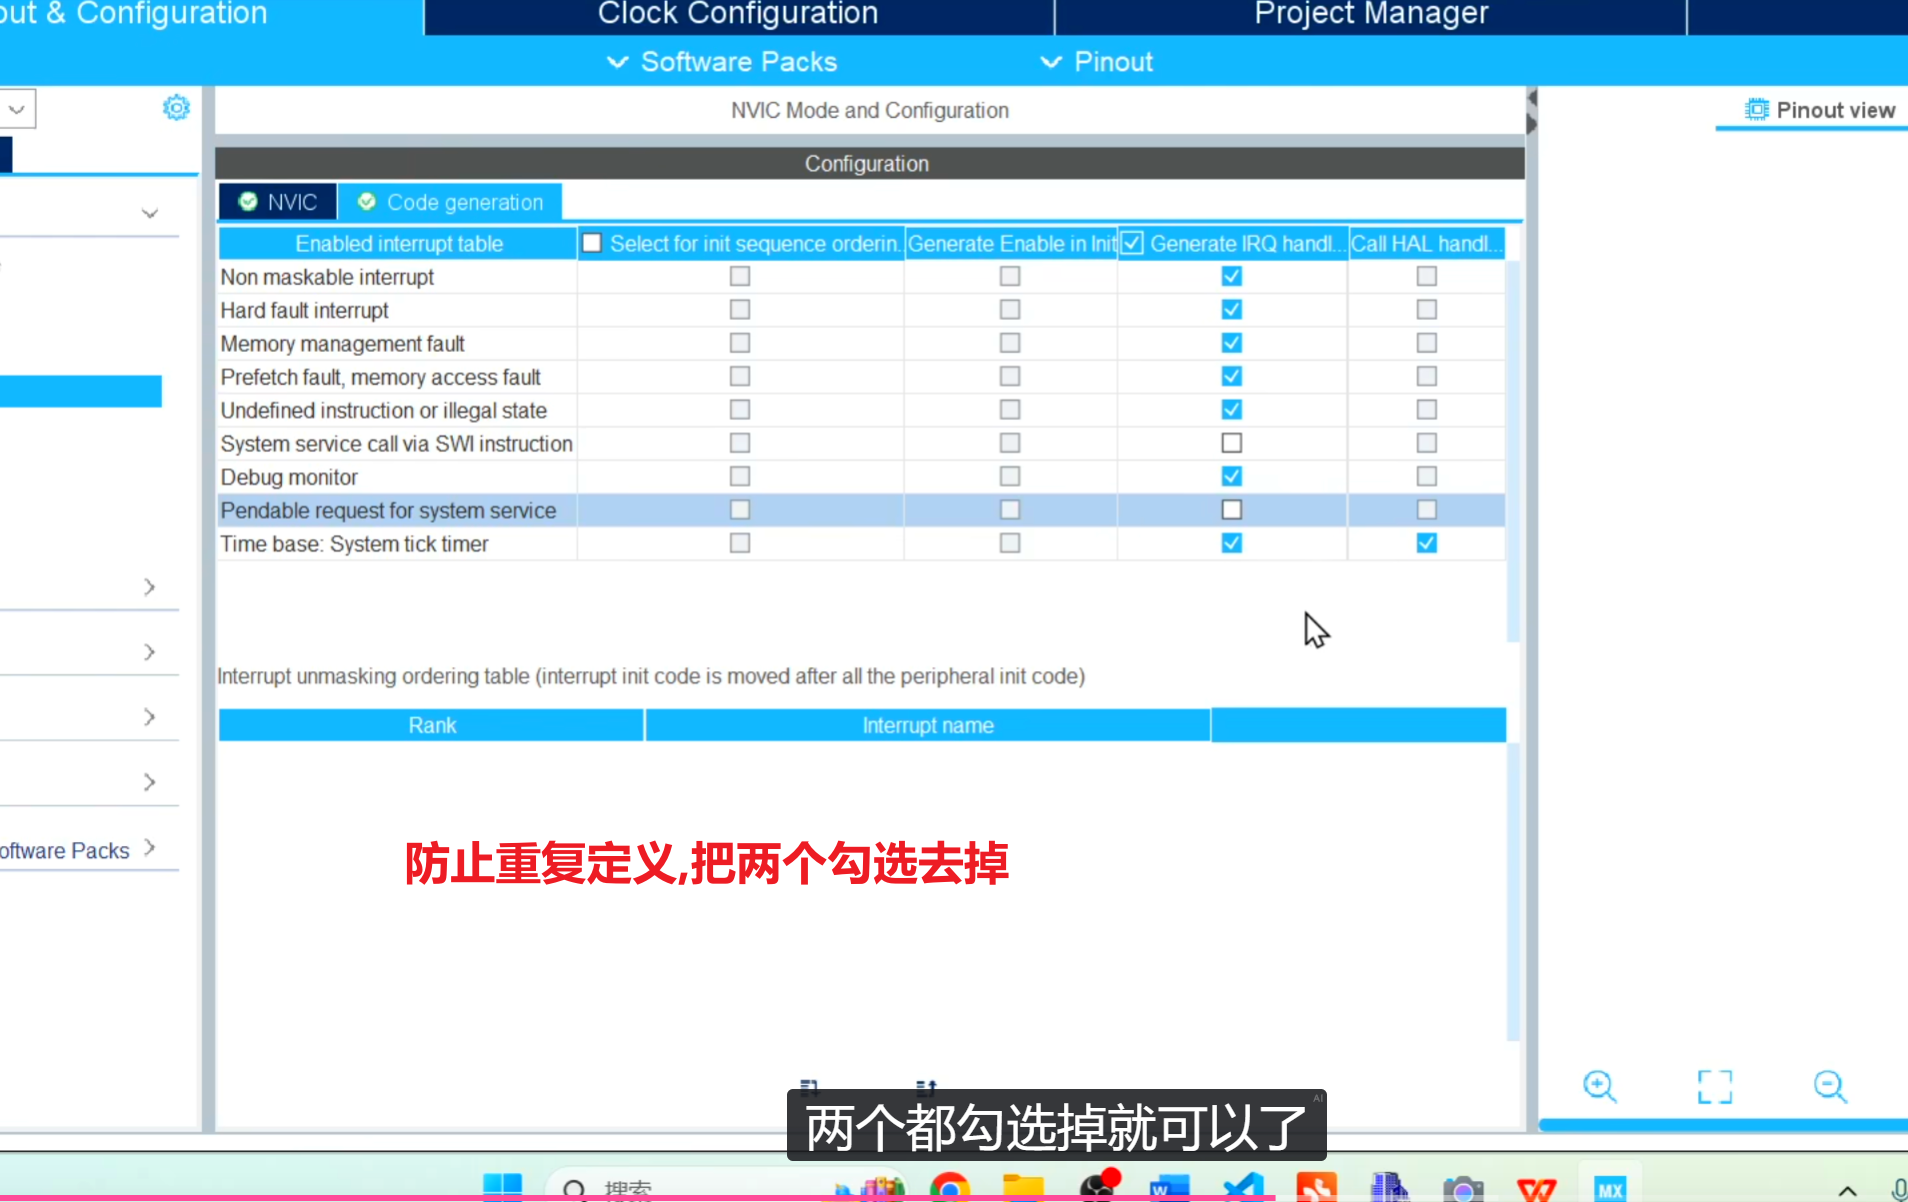 out & Configuration
Clock Configuration
Project Manager
Software Packs
Pinout
NVIC Mode and Configuration
Pinout view
Configuration
NVIC
Code generation
Enabled interrupt table
Select for init sequence orderin...
Generate Enable in Init
Generate IRQ handl...
Call HAL handl...
Non maskable interrupt
Hard fault interrupt
Memory management fault
Prefetch fault, memory access fault
Undefined instruction or illegal state
System service call via SWI instruction
Debug monitor
Pendable request for system service
Time base: System tick timer
Interrupt unmasking ordering table (interrupt init code is moved after all the peripheral init code)
Rank
Interrupt name
oftware Packs
防止重复定义,把两个勾选去掉
AI
两个都勾选掉就可以了
搜索
MX